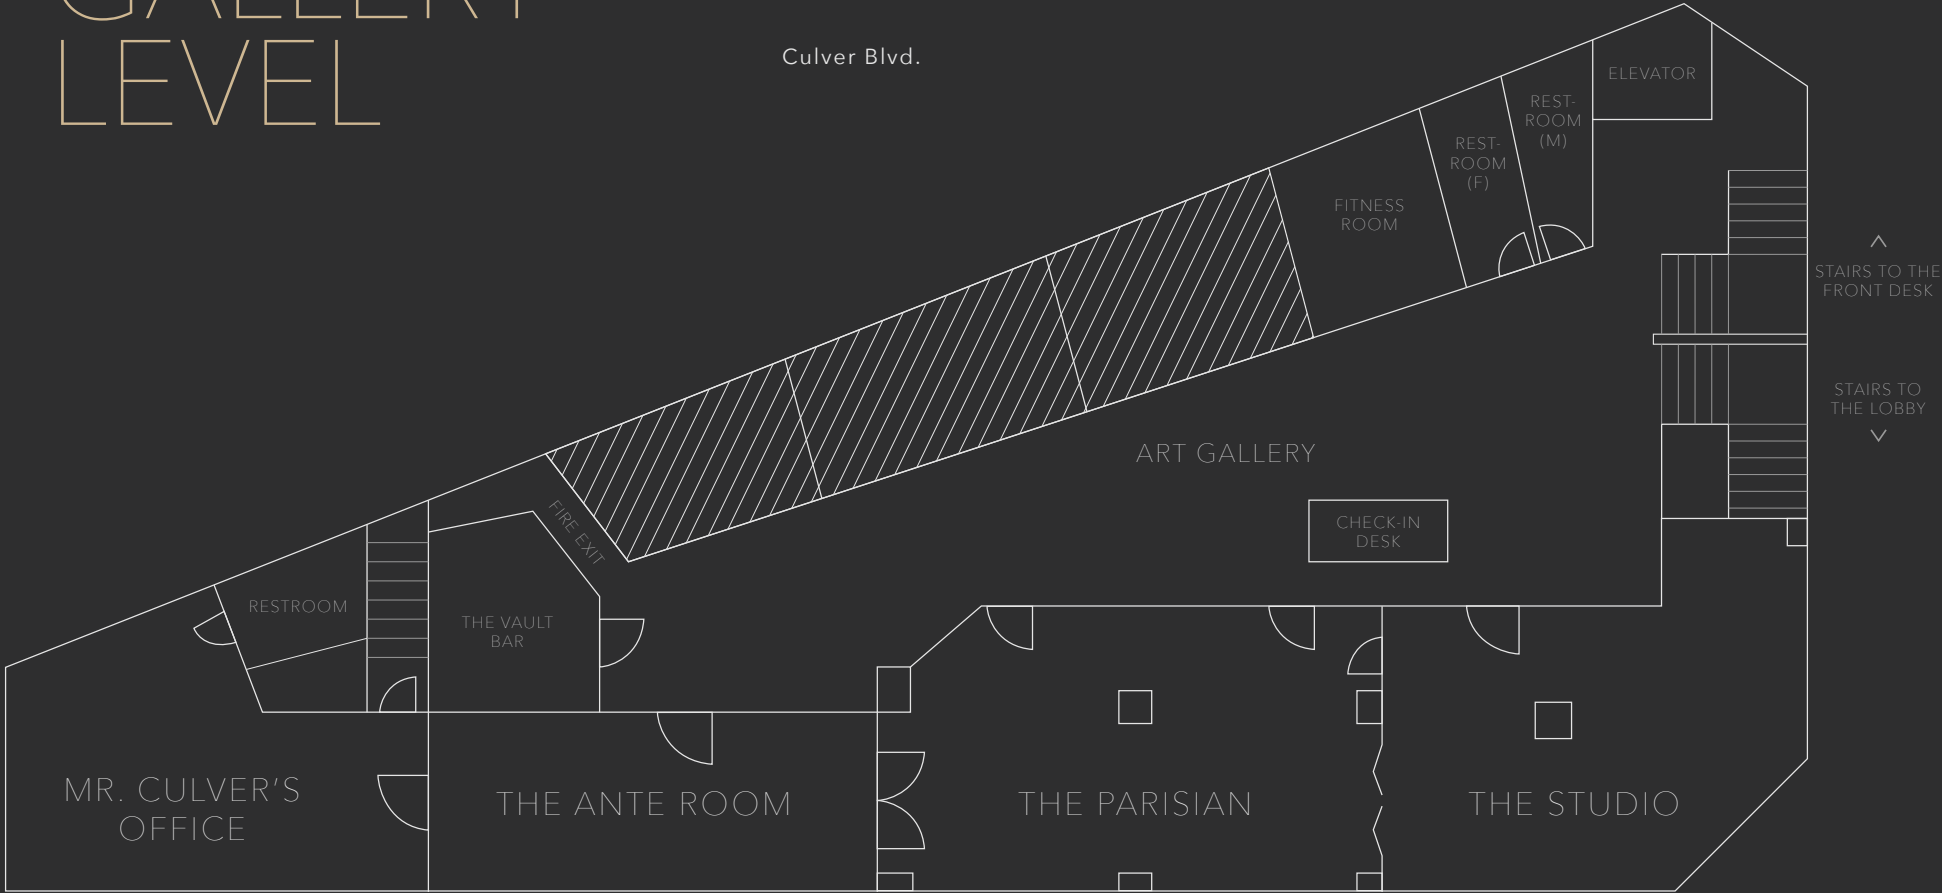 GALLERY
LEVEL
Culver Blvd.
ELEVATOR
REST-
ROOM
(M)
REST-
ROOM
(F)
FITNESS
ROOM
STAIRS TO THE
FRONT DESK
STAIRS TO
THE LOBBY
ART GALLERY
CHECK-IN
DESK
FIRE EXIT
RESTROOM
THE VAULT
BAR
MR. CULVER’S
OFFICE
THE ANTE ROOM
THE PARISIAN
THE STUDIO